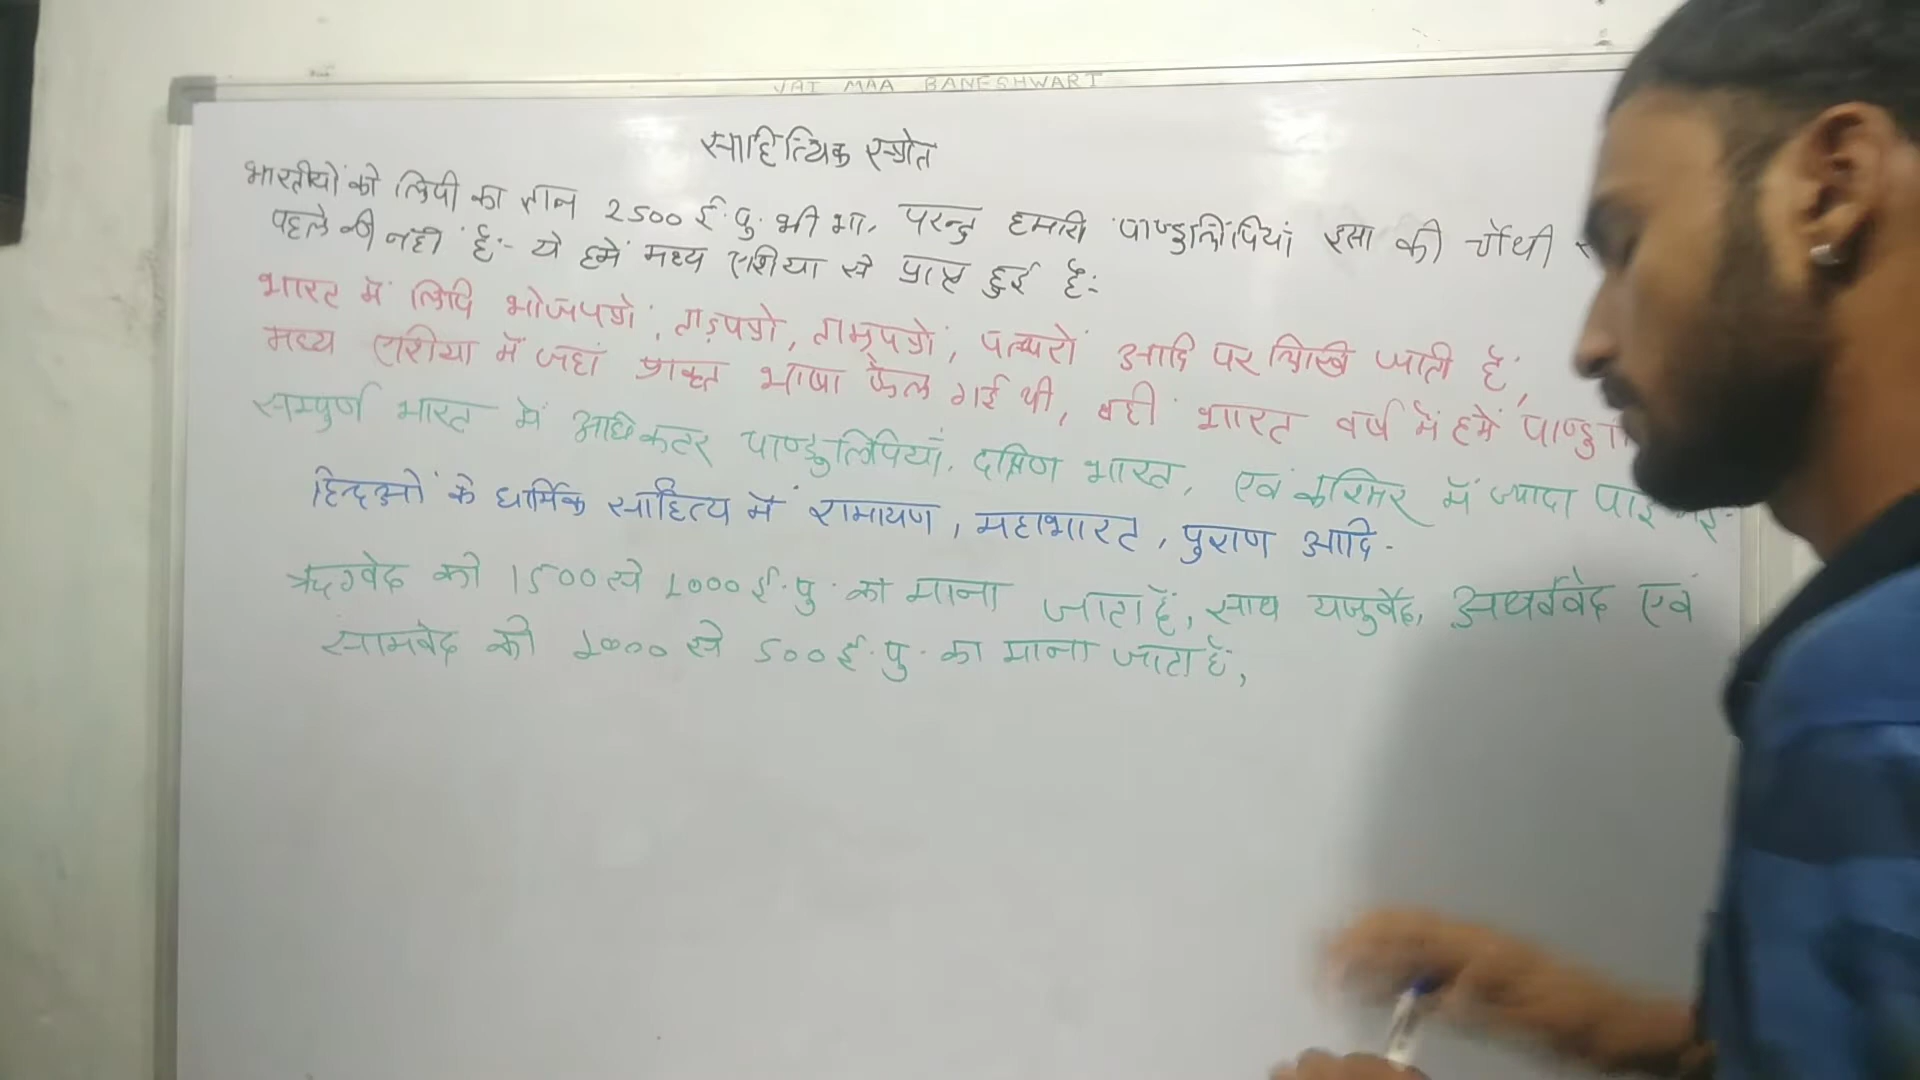 JAI MAA BANESHWARI
साहित्यिक स्त्रोत
भारतीयों को लिपी का ज्ञान 2500 ई.पु. भी था, परन्तु हमारी पाण्डुलिपियां इसा की चौथी
पहले की नहीं हैं:- ये हमें मध्य एशिया से प्राप्त हुई हैं:-
भारत में लिपि भोजपत्रों, ताड़पत्रो, ताम्रपत्रो, पत्थरों आदि पर लिखि जाती हैं,
मध्य एशिया में जहां प्राकृत भाषा फैल गई थी, वहीं भारत वर्ष में हमें पाण्डु
सम्पुर्ण भारत में अधिकतर पाण्डुलिपियां, दक्षिण भारत, एवं कश्मिर में ज्यादा पाई गई-
हिन्दुओं के धार्मिक साहित्य में रामायण, महाभारत, पुराण आदि-
ऋग्वेद को 1500 से 1000 ई.पु. का माना जाता हैं, साथ यजुर्वेद, अथर्ववेद एवं
सामवेद को 1000 से 500 ई.पु. का माना जाता हैं,